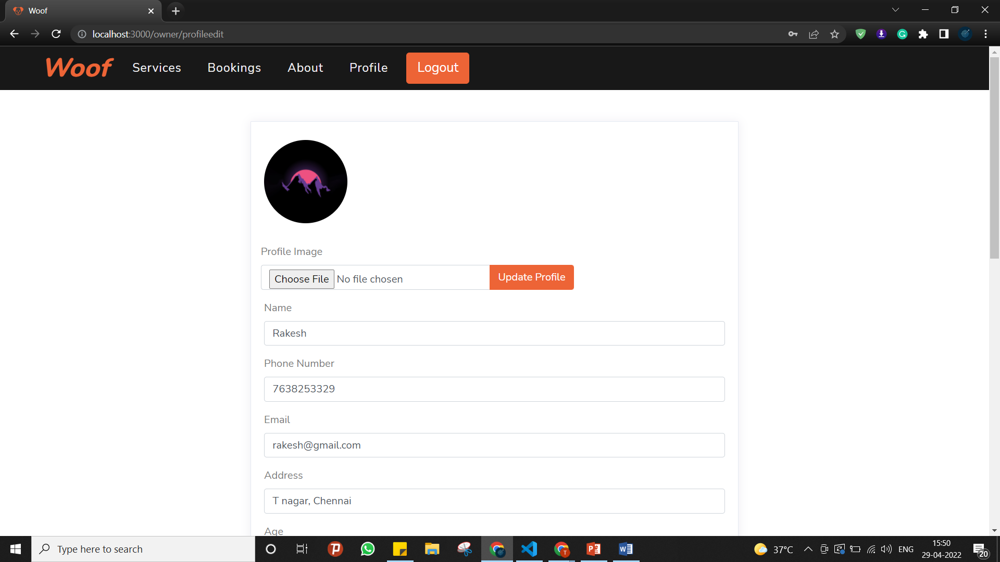 Woof
localhost:3000/owner/profileedit
Woof Services Bookings About Profile Logout
Profile Image
Choose File No file chosen Update Profile
Name
Rakesh
Phone Number
7638253329
Email
rakesh@gmail.com
Address
T nagar, Chennai
Age
Type here to search
37°C
ENG
15:50
29-04-2022
20